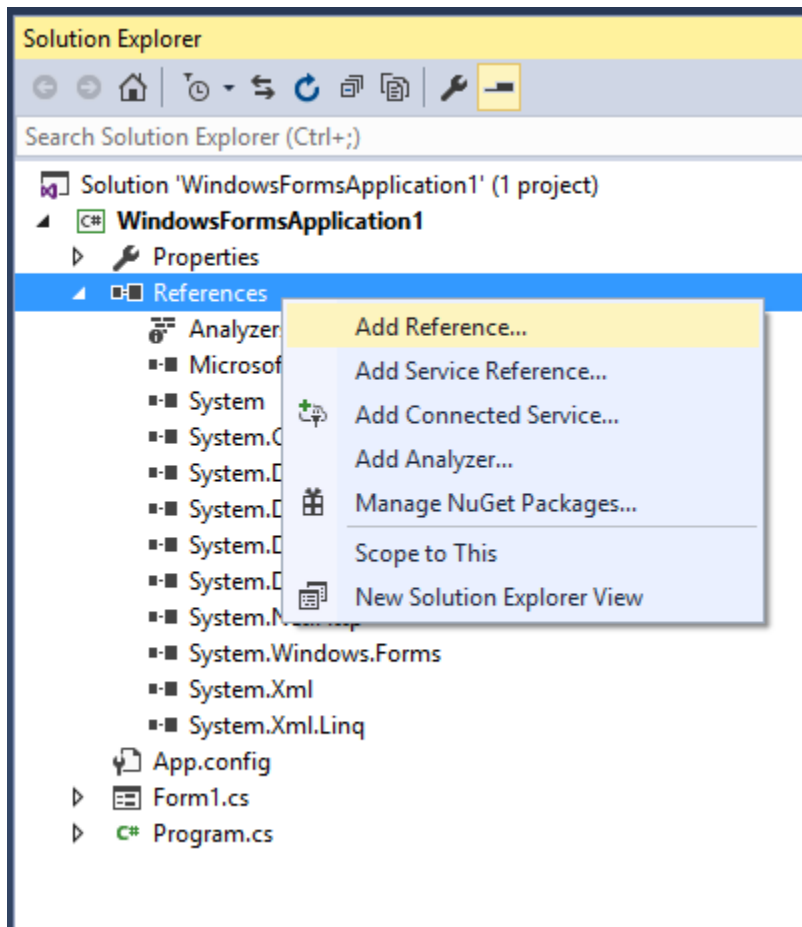 Solution Explorer
Search Solution Explorer (Ctrl+;)
Solution 'WindowsFormsApplication1' (1 project)
C# WindowsFormsApplication1
Properties
References
Add Reference...
Add Service Reference...
Add Connected Service...
Add Analyzer...
Manage NuGet Packages...
Scope to This
New Solution Explorer View
System
System.Windows.Forms
System.Xml
System.Xml.Linq
App.config
Form1.cs
C# Program.cs